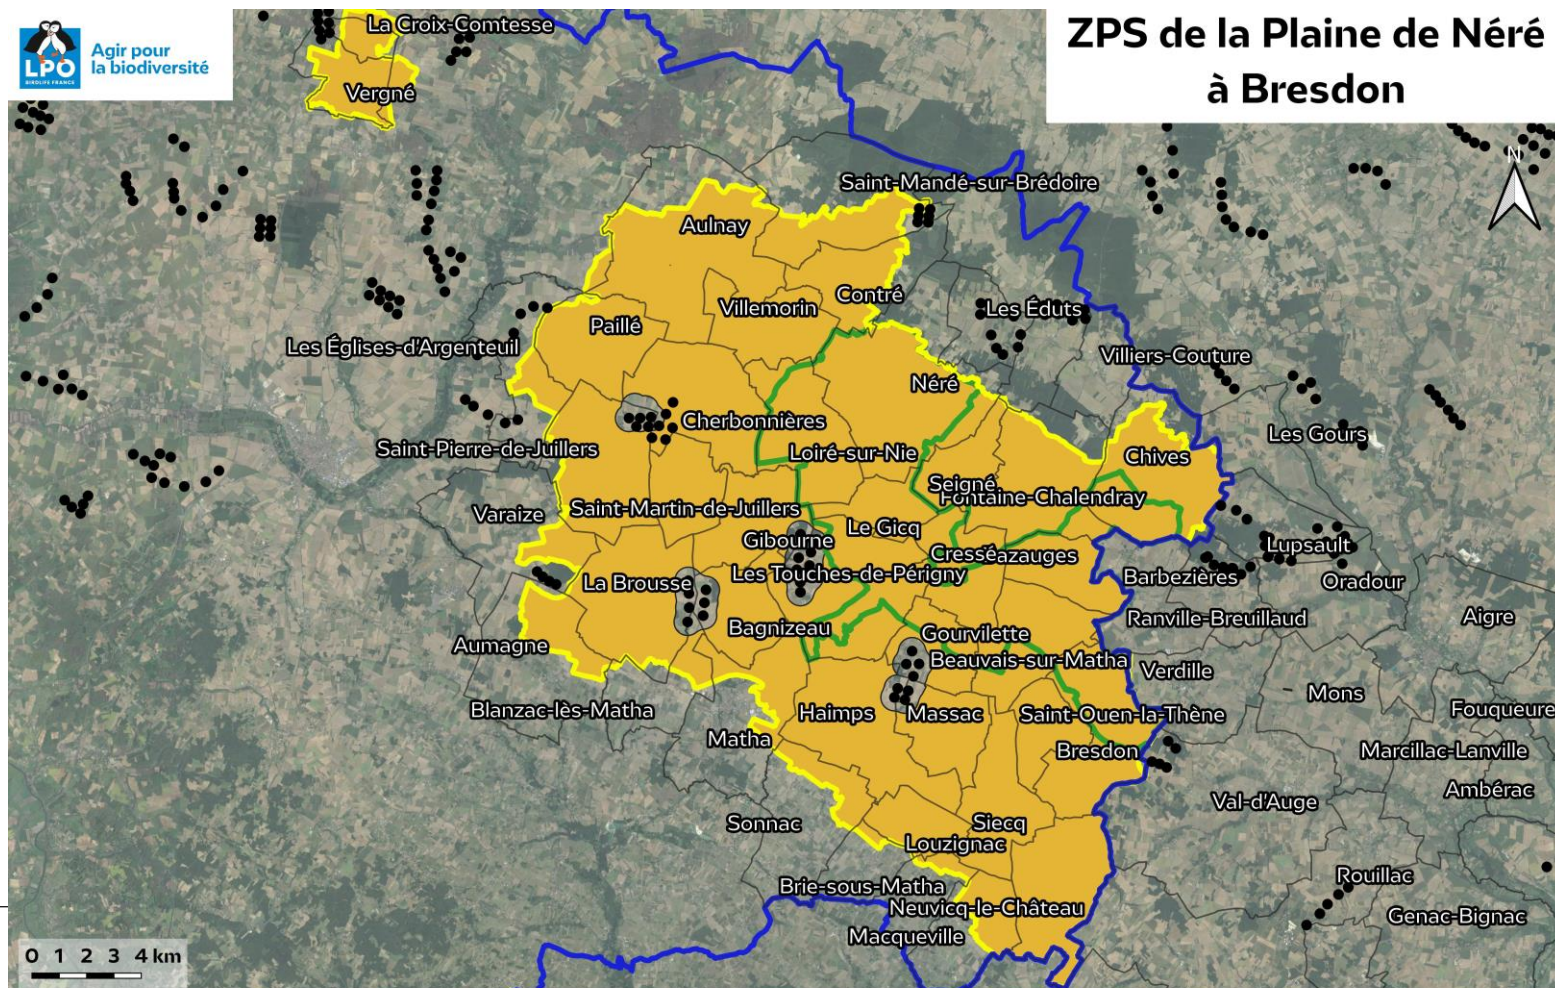 ZPS de la Plaine de Néré
à Bresdon
LPO
BIRDLIFE FRANCE
Agir pour
la biodiversité
La Croix-Comtesse
Vergné
N
Saint-Mandé-sur-Brédoire
Aulnay
Contré
Villemorin
Les Éduts
Paillé
Les Églises-d'Argenteuil
Villiers-Couture
Néré
Cherbonnières
Les Gours
Saint-Pierre-de-Juillers
Loiré-sur-Nie
Chives
Seigné
Fontaine-Chalendray
Saint-Martin-de-Juillers
Varaize
Le Gicq
Gibourne
Lupsault
Cressé
azauges
Les Touches-de-Périgny
La Brousse
Barbezières
Oradour
Ranville-Breuillaud
Aigre
Bagnizeau
Gourvilette
Aumagne
Beauvais-sur-Matha
Verdille
Mons
Blanzac-lès-Matha
Haimps
Massac
Saint-Ouen-la-Thène
Fouqueure
Matha
Bresdon
Marcillac-Lanville
Ambérac
Val-d'Auge
Sonnac
Siecq
Louzignac
Rouillac
Brie-sous-Matha
Neuvicq-le-Château
Genac-Bignac
Macqueville
0 1 2 3 4 km